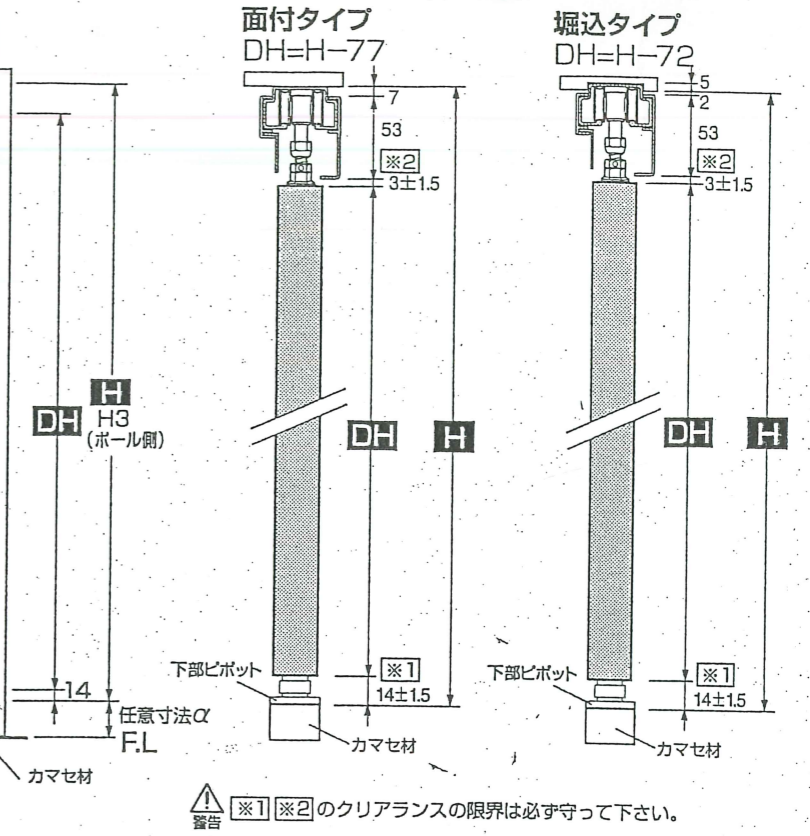 面付タイプ
DH=H-77
7
53
※2
3±1.5
DH
H
下部ピボット
※1
14±1.5
カマセ材
堀込タイプ
DH=H-72
5
2
53
※2
3±1.5
DH
H
下部ピボット
※1
14±1.5
カマセ材
DH
H
H3
(ポール側)
14
任意寸法α
F.L
カマセ材
警告
※1 ※2のクリアランスの限界は必ず守って下さい。